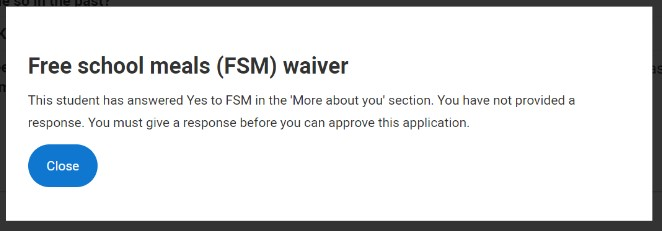 e so in the past?
Free school meals (FSM) waiver
This student has answered Yes to FSM in the 'More about you' section. You have not provided a
response. You must give a response before you can approve this application.
Close